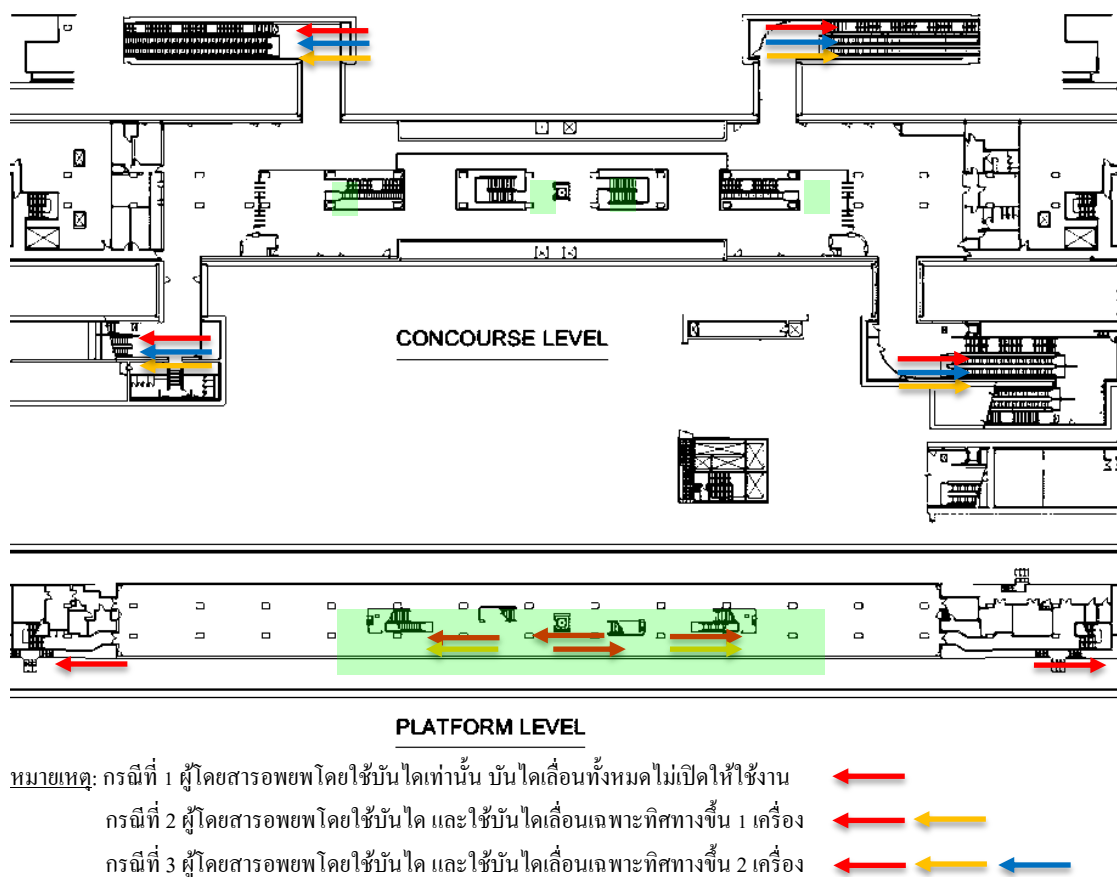 CONCOURSE LEVEL
PLATFORM LEVEL
หมายเหตุ: กรณีที่ 1 ผู้โดยสารอพยพโดยใช้บันไดเท่านั้น บันไดเลื่อนทั้งหมดไม่เปิดให้ใช้งาน
กรณีที่ 2 ผู้โดยสารอพยพโดยใช้บันได และใช้บันไดเลื่อนเฉพาะทิศทางขึ้น 1 เครื่อง
กรณีที่ 3 ผู้โดยสารอพยพโดยใช้บันได และใช้บันไดเลื่อนเฉพาะทิศทางขึ้น 2 เครื่อง